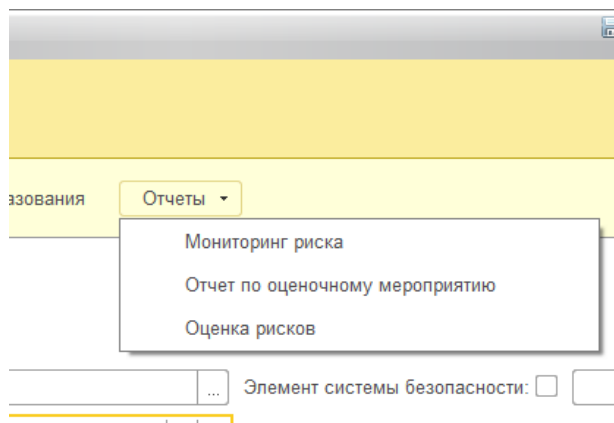 азования Отчеты
Мониторинг риска
Отчет по оценочному мероприятию
Оценка рисков
... Элемент системы безопасности: